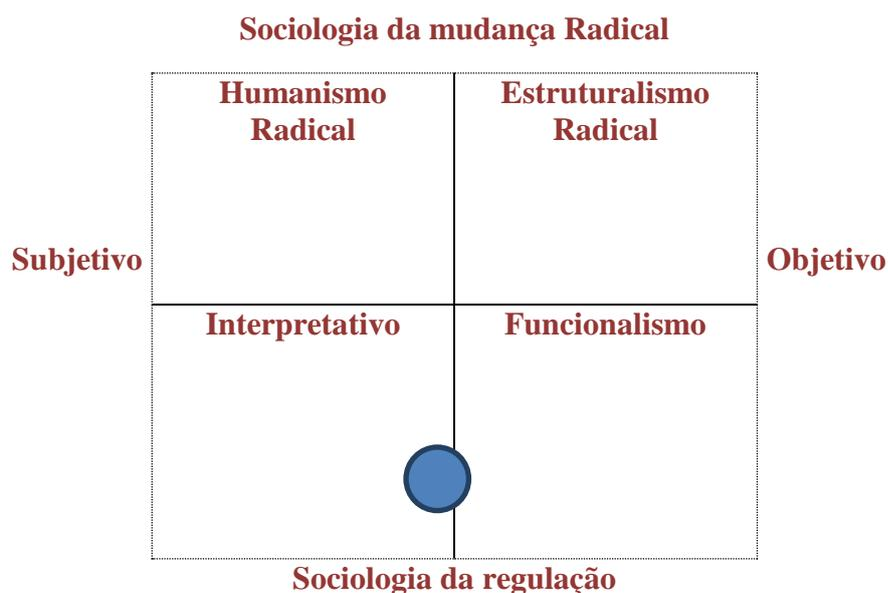 Sociologia da mudança Radical
Humanismo
Radical
Estruturalismo
Radical
Subjetivo
Objetivo
Interpretativo
Funcionalismo
Sociologia da regulação